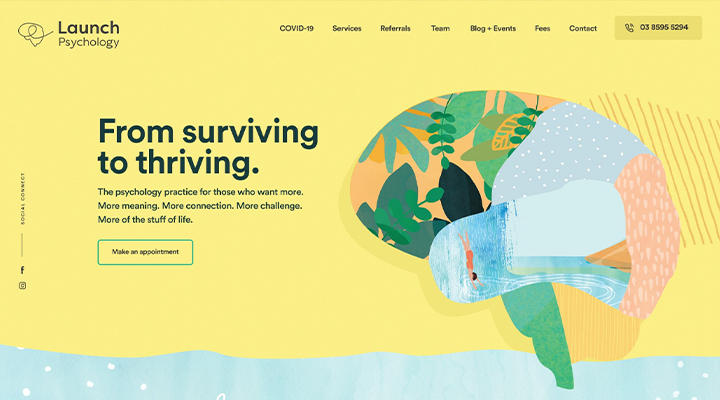 Launch
Psychology
COVID-19 Services Referrals Team Blog + Events Fees Contact 03 8595 5294
From surviving
to thriving.
The psychology practice for those who want more.
More meaning. More connection. More challenge.
More of the stuff of life.
Make an appointment
SOCIAL CONNECT